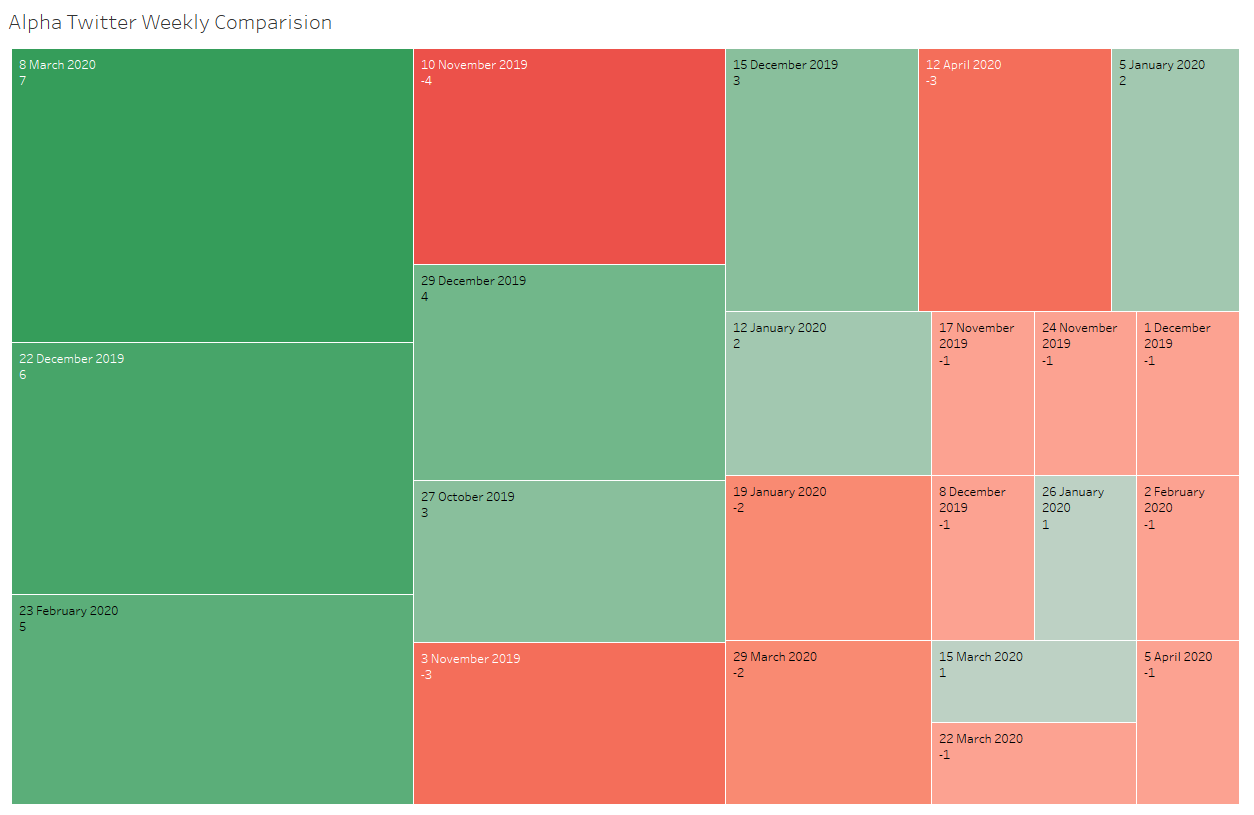 Alpha Twitter Weekly Comparision
8 March 2020
7
22 December 2019
6
23 February 2020
5
10 November 2019
-4
29 December 2019
4
27 October 2019
3
3 November 2019
-3
15 December 2019
3
12 April 2020
-3
5 January 2020
2
12 January 2020
2
17 November
2019
-1
24 November
2019
-1
1 December
2019
-1
19 January 2020
-2
8 December
2019
-1
26 January
2020
1
2 February
2020
-1
29 March 2020
-2
15 March 2020
1
22 March 2020
-1
5 April 2020
-1